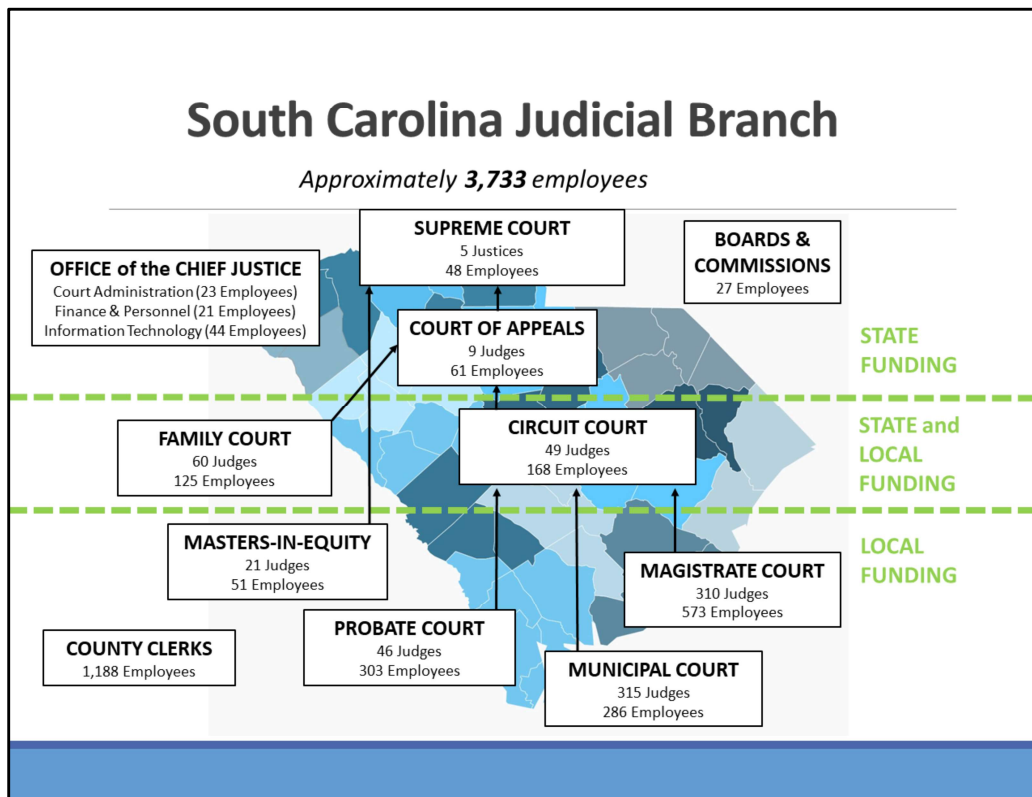 South Carolina Judicial Branch
Approximately 3,733 employees
SUPREME COURT
5 Justices
48 Employees
BOARDS &
COMMISSIONS
27 Employees
OFFICE of the CHIEF JUSTICE
Court Administration (23 Employees)
Finance & Personnel (21 Employees)
Information Technology (44 Employees)
COURT OF APPEALS
9 Judges
61 Employees
STATE
FUNDING
FAMILY COURT
60 Judges
125 Employees
CIRCUIT COURT
49 Judges
168 Employees
STATE and
LOCAL
FUNDING
MASTERS-IN-EQUITY
21 Judges
51 Employees
MAGISTRATE COURT
310 Judges
573 Employees
LOCAL
FUNDING
COUNTY CLERKS
1,188 Employees
PROBATE COURT
46 Judges
303 Employees
MUNICIPAL COURT
315 Judges
286 Employees